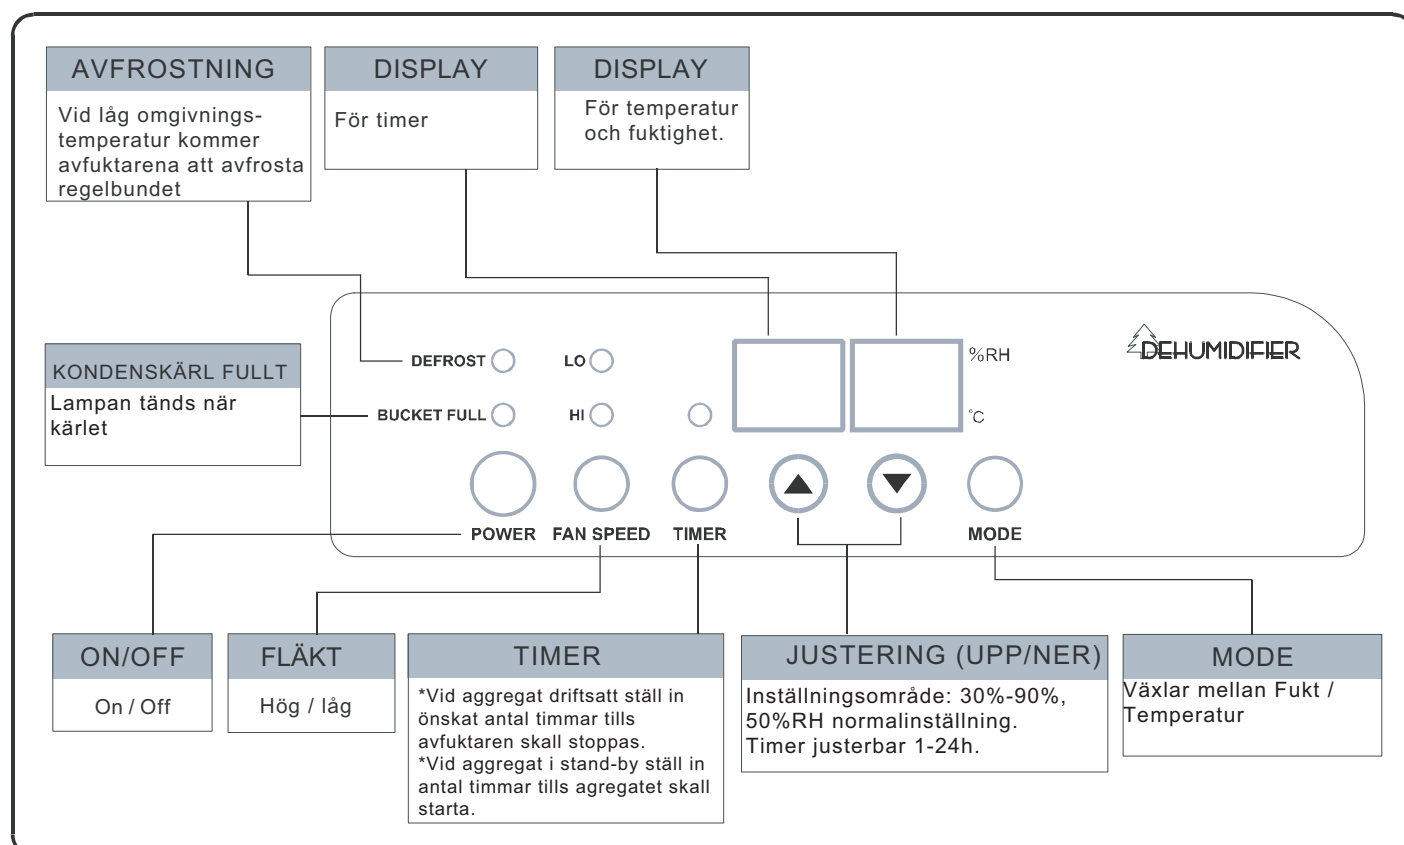 AVFROSTNING
Vid låg omgivnings-
temperatur kommer
avfuktarena att avfrosta
regelbundet
DISPLAY
För timer
DISPLAY
För temperatur
och fuktighet.
KONDENSKÄRL FULLT
Lampan tänds när
kärlet
DEFROST
LO
%RH
DEHUMIDIFIER
BUCKET FULL
HI
°C
POWER
FAN SPEED
TIMER
MODE
ON/OFF
On / Off
FLÄKT
Hög / låg
TIMER
*Vid aggregat driftsatt ställ in
önskat antal timmar tills
avfuktaren skall stoppas.
*Vid aggregat i stand-by ställ in
antal timmar tills agregatet skall
starta.
JUSTERING (UPP/NER)
Inställningsområde: 30%-90%,
50%RH normalinställning.
Timer justerbar 1-24h.
MODE
Växlar mellan Fukt /
Temperatur